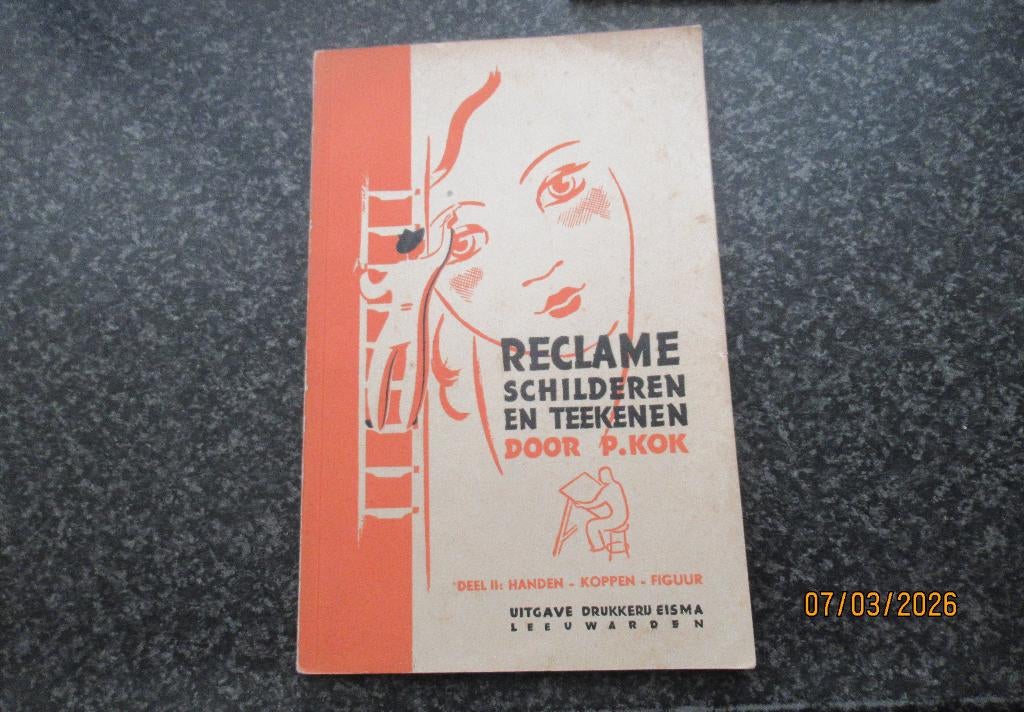 RECLAME
SCHILDEREN
EN TEEKENEN
DOOR P.KOK
DEEL II: HANDEN - KOPPEN - FIGUUR
UITGAVE DRUKKERIJ EISMA
LEEUWARDEN
07/03/2026